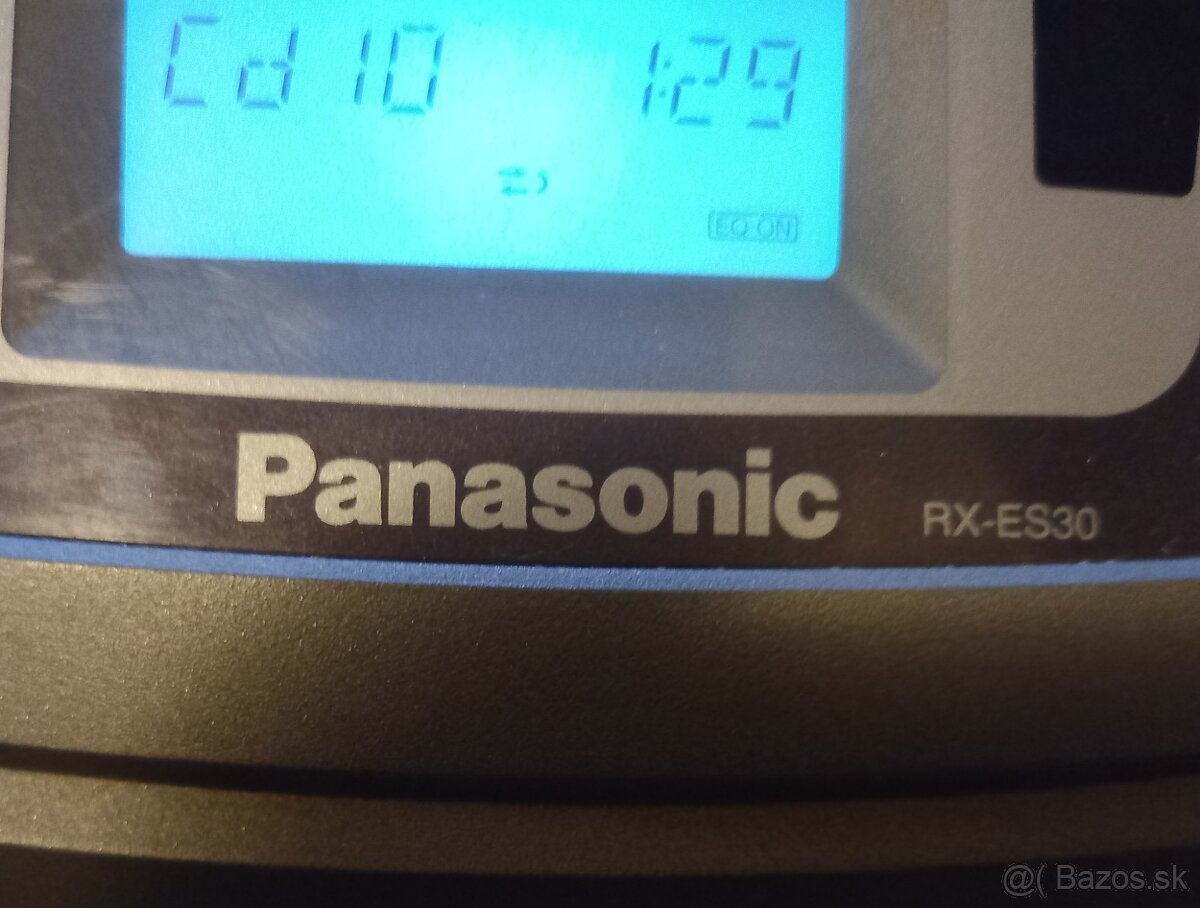 Cd 10 1:29
EQ ON
Panasonic RX-ES30
@( Bazos.sk